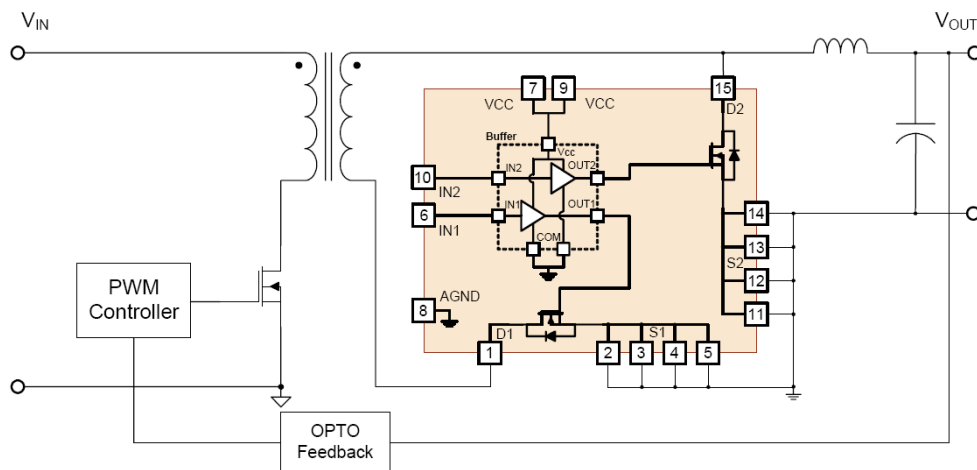 VIN
VOUT
7
9
15
VCC
VCC
D2
Buffer
Vcc
OUT2
10
IN2
IN2
6
IN1
OUT1
IN1
14
COM
13
S2
PWM
Controller
12
AGND
8
11
D1
S1
1
2
3
4
5
OPTO
Feedback